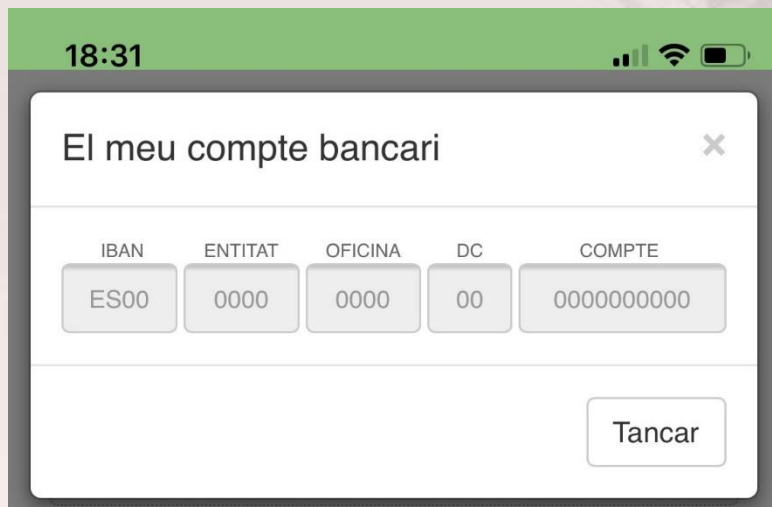 18:31
El meu compte bancari ×
IBAN ENTITAT OFICINA DC COMPTE
ES00 0000 0000 00 0000000000
Tancar